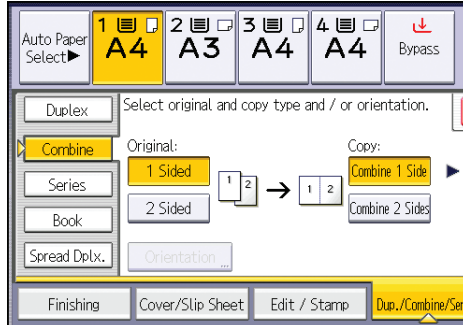 Auto Paper
Select▶
1
A4
2
A3
3
A4
4
A4
Bypass
Duplex
Combine
Series
Book
Spread Dplx.
Select original and copy type and / or orientation.
Original:
1 Sided
2 Sided
1 2 → 1 2
Copy:
Combine 1 Side
Combine 2 Sides
Orientation
Finishing
Cover/Slip Sheet
Edit / Stamp
Dup./Combine/Ser